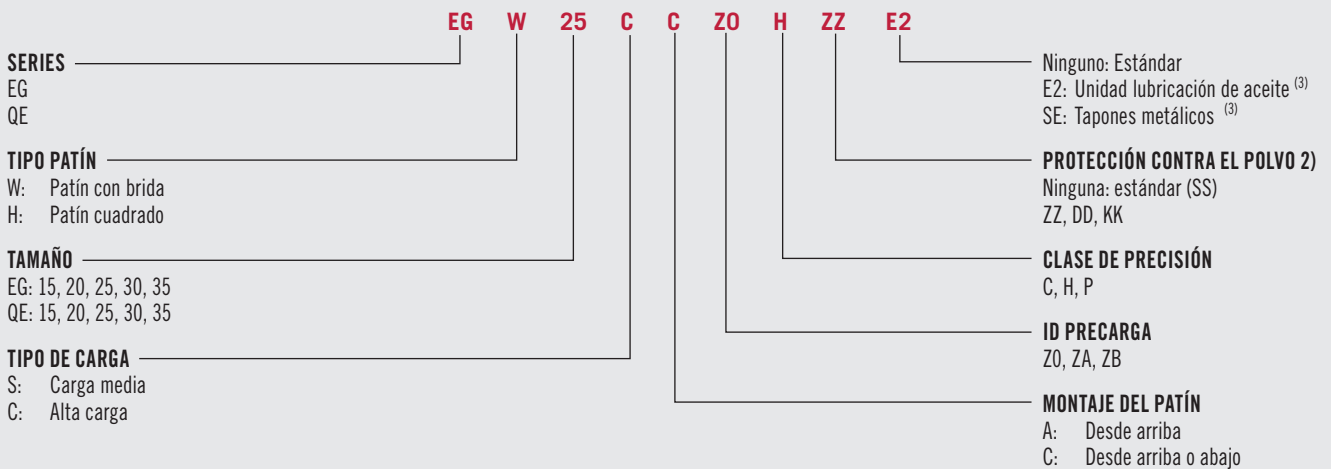 EG W 25 C C Z0 H ZZ E2
SERIES
EG
QE
TIPO PATÍN
W: Patín con brida
H: Patín cuadrado
TAMAÑO
EG: 15, 20, 25, 30, 35
QE: 15, 20, 25, 30, 35
TIPO DE CARGA
S: Carga media
C: Alta carga
Ninguno: Estándar
E2: Unidad lubricación de aceite (3)
SE: Tapones metálicos (3)
PROTECCIÓN CONTRA EL POLVO 2)
Ninguna: estándar (SS)
ZZ, DD, KK
CLASE DE PRECISIÓN
C, H, P
ID PRECARGA
Z0, ZA, ZB
MONTAJE DEL PATÍN
A: Desde arriba
C: Desde arriba o abajo